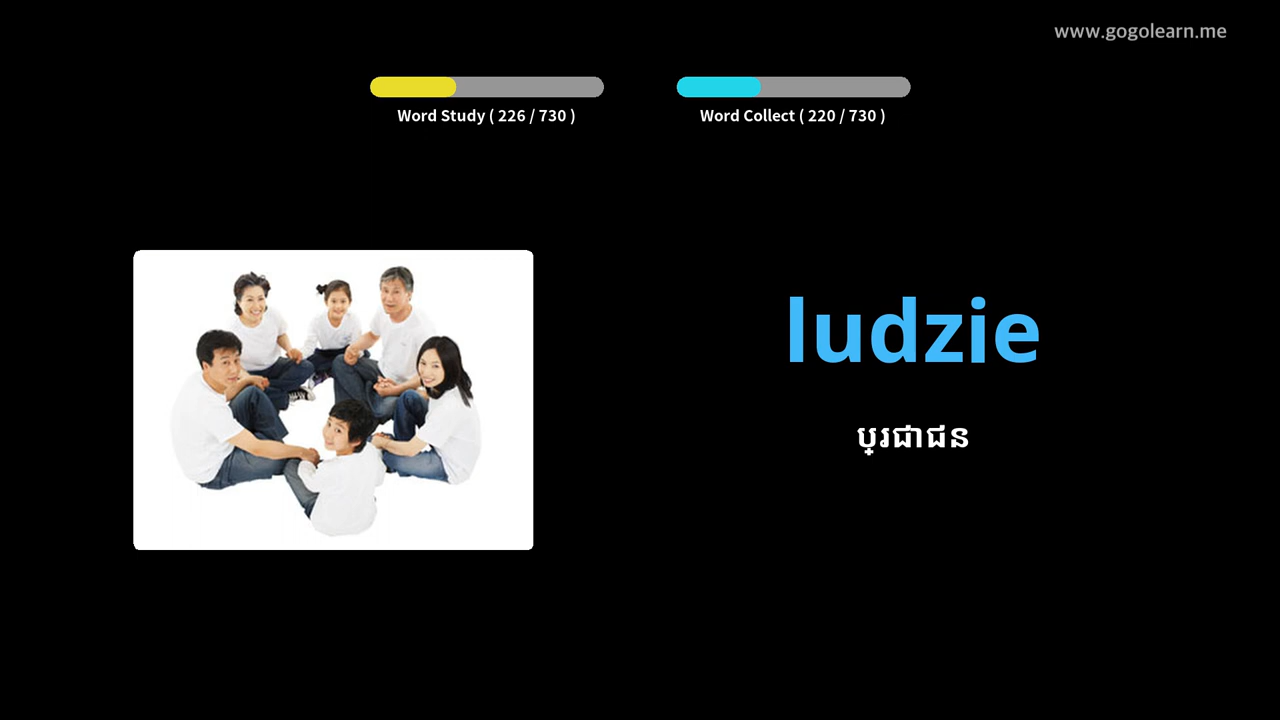 www.gogolearn.me
Word Study ( 226 / 730 )
Word Collect ( 220 / 730 )
ludzie
ប្រជាជន